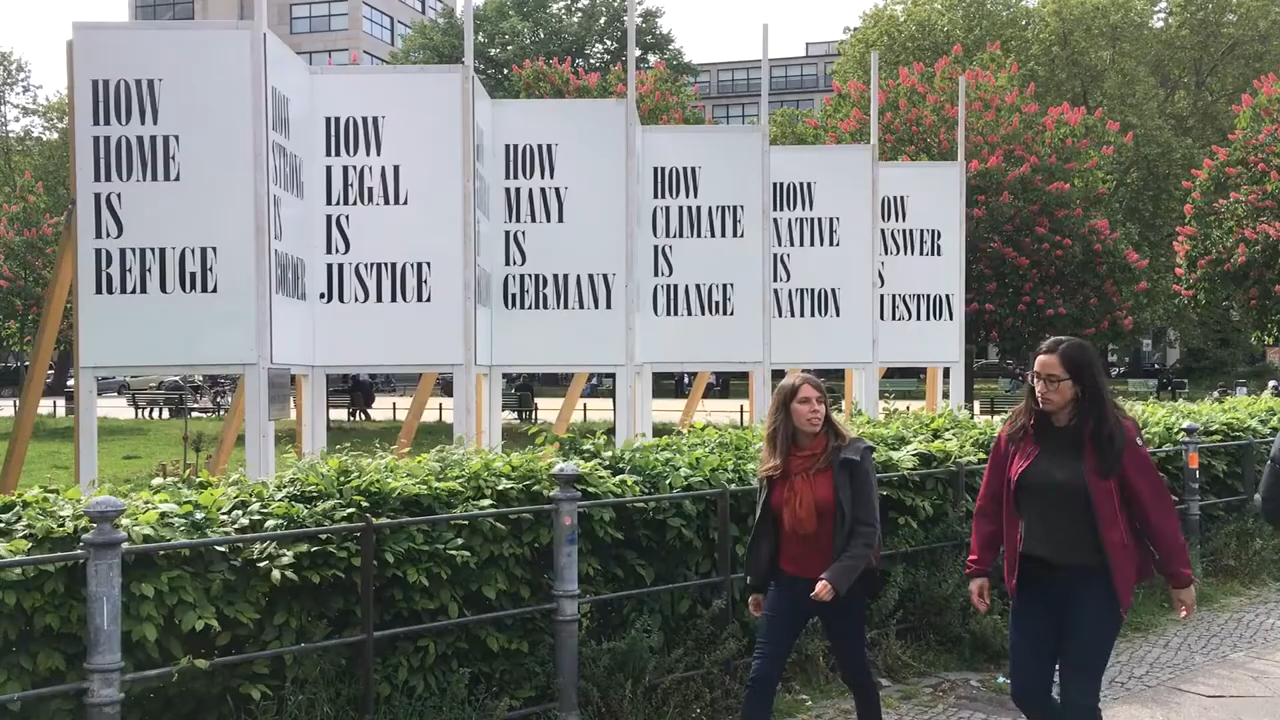 HOW
HOME
IS
REFUGE
HOW
STRONG
IS
BORDER
HOW
LEGAL
IS
JUSTICE
HOW
MANY
IS
GERMANY
HOW
CLIMATE
IS
CHANGE
HOW
NATIVE
IS
NATION
OW
NSWER
S
UESTION